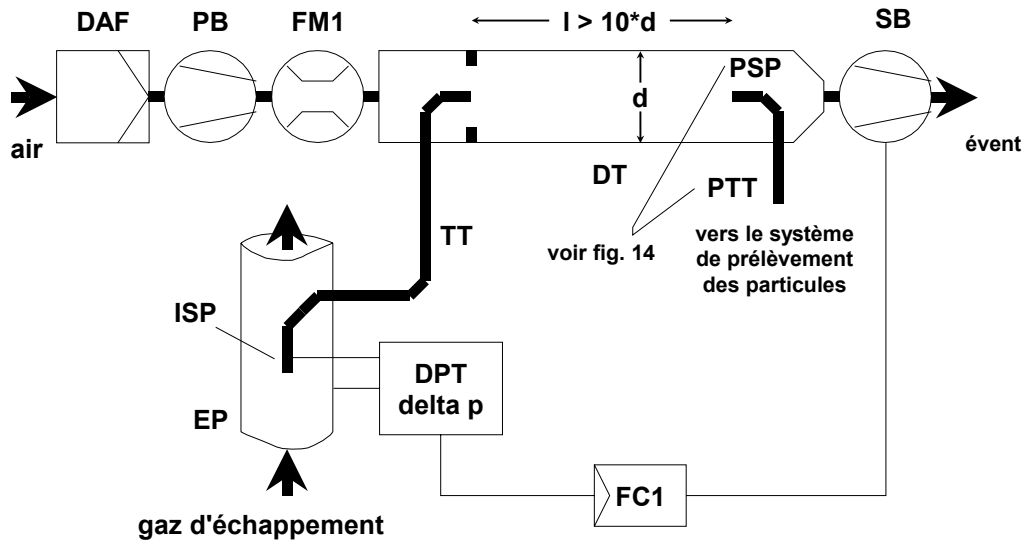 DAF
PB
FM1
l > 10*d
SB
air
d
PSP
évent
DT
PTT
TT
voir fig. 14
vers le système
de prélèvement
des particules
ISP
EP
DPT
delta p
FC1
gaz d'échappement